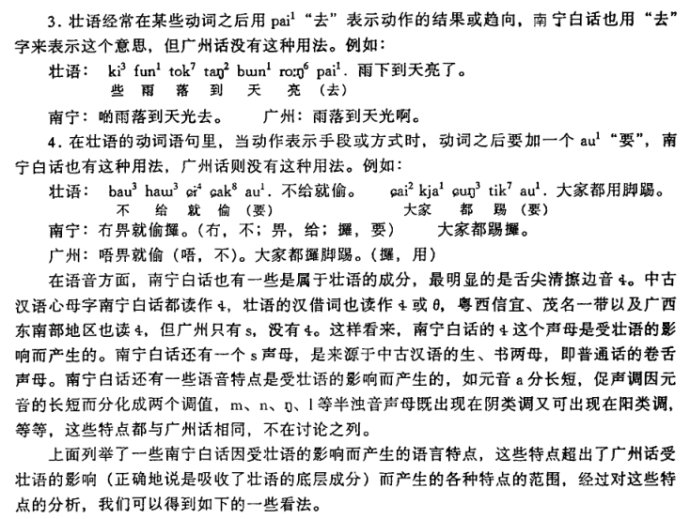 3. 壮语经常在某些动词之后用 pai¹ “去” 表示动作的结果或趋向，南宁白话也用“去”
字来表示这个意思，但广州话没有这种用法。例如：
壮语： ki³ fun¹ tok⁷ taŋ² bɯn¹ ro:ŋ⁶ pai¹. 雨下到天亮了。
些 雨 落 到 天 亮 （去）
南宁：啲雨落到天光去。 广州：雨落到天光啊。
4. 在壮语的动词语句里，当动作表示手段或方式时，动词之后要加一个 au¹ “要”，南
宁白话也有这种用法，广州话则没有这种用法。例如：
壮语： bau³ haɯ³ ɕi⁴ ɕak⁸ au¹. 不给就偷。 ɕai² kja¹ ɕuŋ³ tik⁷ au¹. 大家都用脚踢。
不 给 就 偷 （要） 大家 都 踢 （要）
南宁：冇畀就偷攞。（冇，不；畀，给；攞，要） 大家都踢攞。
广州：唔畀就偷（唔，不）。大家都攞脚踢。（攞，用）
在语音方面，南宁白话也有一些是属于壮语的成分，最明显的是舌尖清擦边音 ɬ。中古
汉语心母字南宁白话都读作 ɬ，壮语的汉借词也读作 ɬ 或 θ，粤西信宜、茂名一带以及广西
东南部地区也读 ɬ，但广州只有 s，没有 ɬ。这样看来，南宁白话的 ɬ 这个声母是受壮语的影
响而产生的。南宁白话还有一个 s 声母，是来源于中古汉语的生、书两母，即普通话的卷舌
声母。南宁白话还有一些语音特点是受壮语的影响而产生的，如元音 a 分长短，促声调因元
音的长短而分化成两个调值，m、n、ŋ、l 等半浊音声母既出现在阴类调又可出现在阳类调，
等等，这些特点都与广州话相同，不在讨论之列。
上面列举了一些南宁白话因受壮语的影响而产生的语言特点，这些特点超出了广州话受
壮语的影响（正确地说是吸收了壮语的底层成分）而产生的各种特点的范围，经过对这些特
点的分析，我们可以得到如下的一些看法。